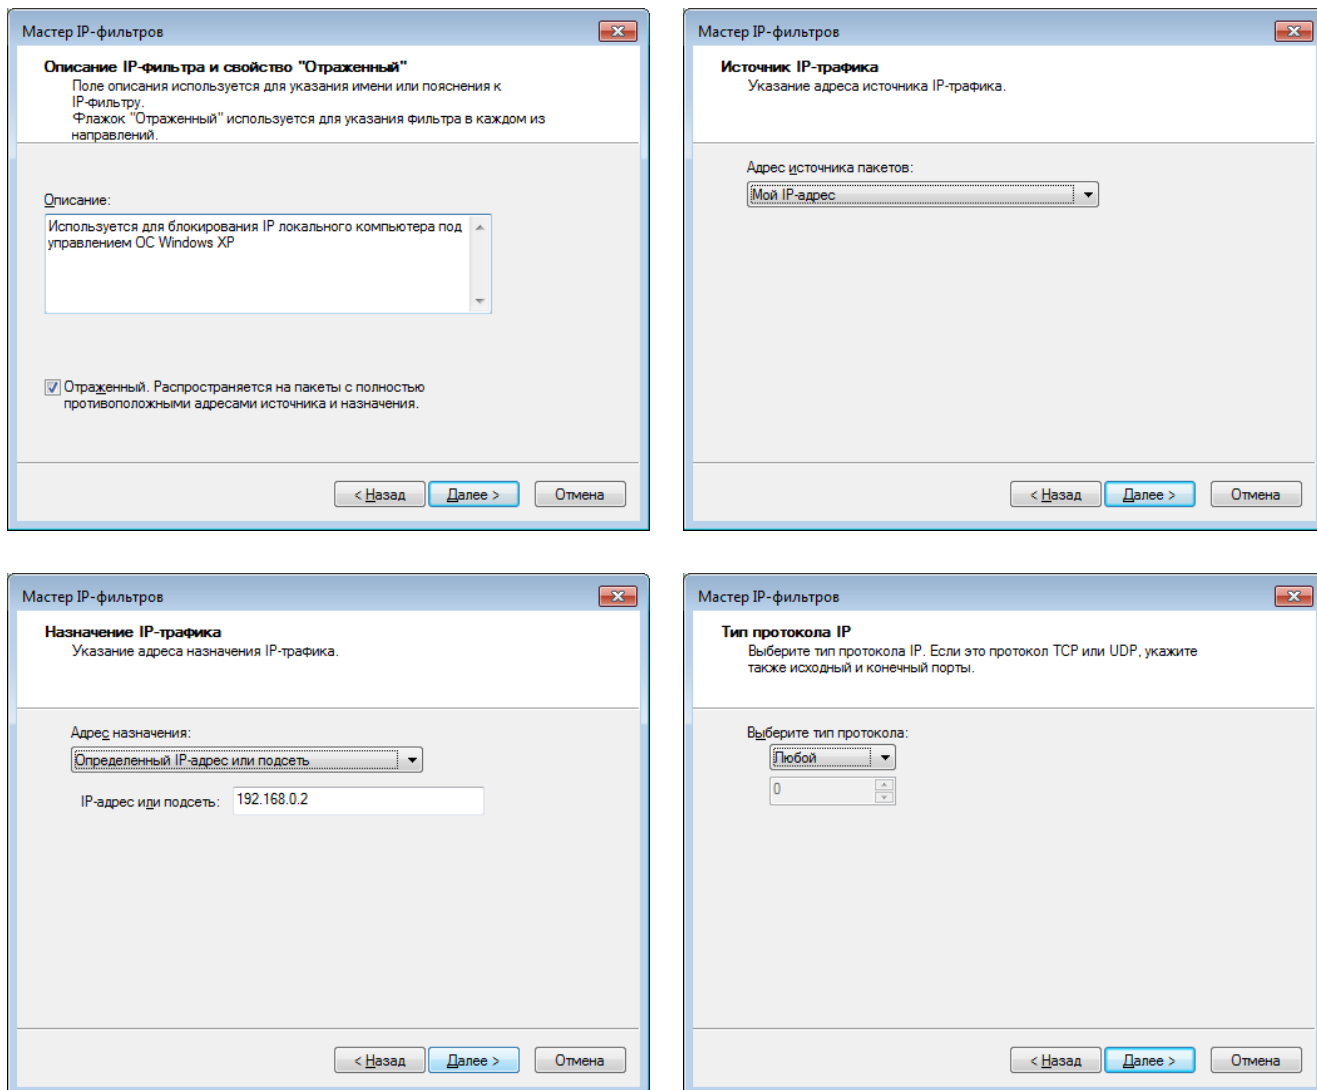 Мастер IP-фильтров
Описание IP-фильтра и свойство "Отраженный"
Поле описания используется для указания имени или пояснения к
IP-фильтру.
Флажок "Отраженный" используется для указания фильтра в каждом из
направлений.
Описание:
Используется для блокирования IP локального компьютера под
управлением ОС Windows XP
Отраженный. Распространяется на пакеты с полностью
противоположными адресами источника и назначения.
< Назад
Далее >
Отмена
Мастер IP-фильтров
Источник IP-трафика
Указание адреса источника IP-трафика.
Адрес источника пакетов:
Мой IP-адрес
< Назад
Далее >
Отмена
Мастер IP-фильтров
Назначение IP-трафика
Указание адреса назначения IP-трафика.
Адрес назначения:
Определенный IP-адрес или подсеть
IP-адрес или подсеть: 192.168.0.2
< Назад
Далее >
Отмена
Мастер IP-фильтров
Тип протокола IP
Выберите тип протокола IP. Если это протокол TCP или UDP, укажите
также исходный и конечный порты.
Выберите тип протокола:
Любой
0
< Назад
Далее >
Отмена